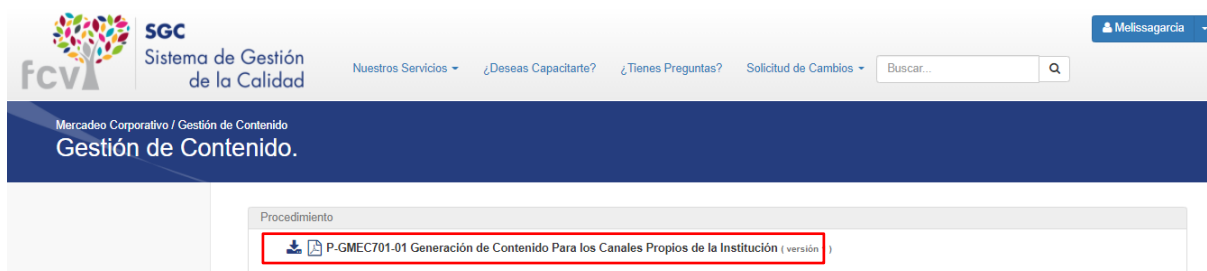 SGC
Sistema de Gestión
de la Calidad
fcv
Melissagarcia
Nuestros Servicios
¿Deseas Capacitarte?
¿Tienes Preguntas?
Solicitud de Cambios
Buscar...
Mercadeo Corporativo / Gestión de Contenido
Gestión de Contenido.
Procedimiento
P-GMEC701-01 Generación de Contenido Para los Canales Propios de la Institución ( versión )